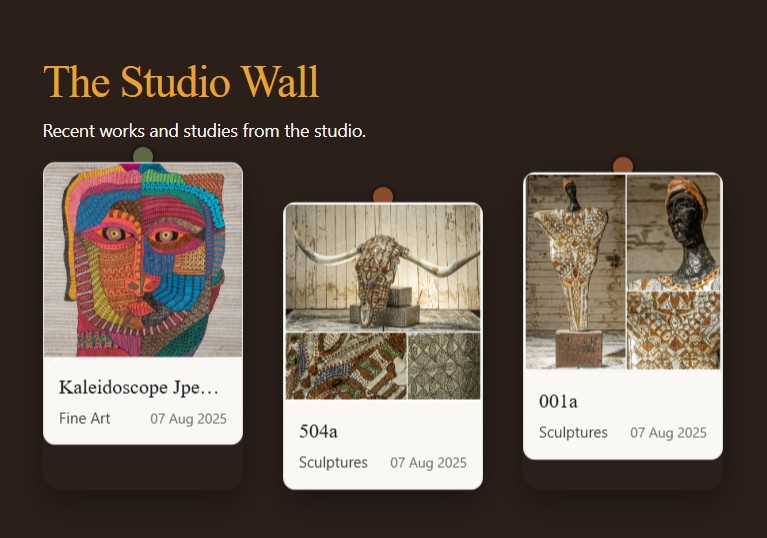 The Studio Wall
Recent works and studies from the studio.
Kaleidoscope Jpe...
Fine Art 07 Aug 2025
504a
Sculptures 07 Aug 2025
001a
Sculptures 07 Aug 2025